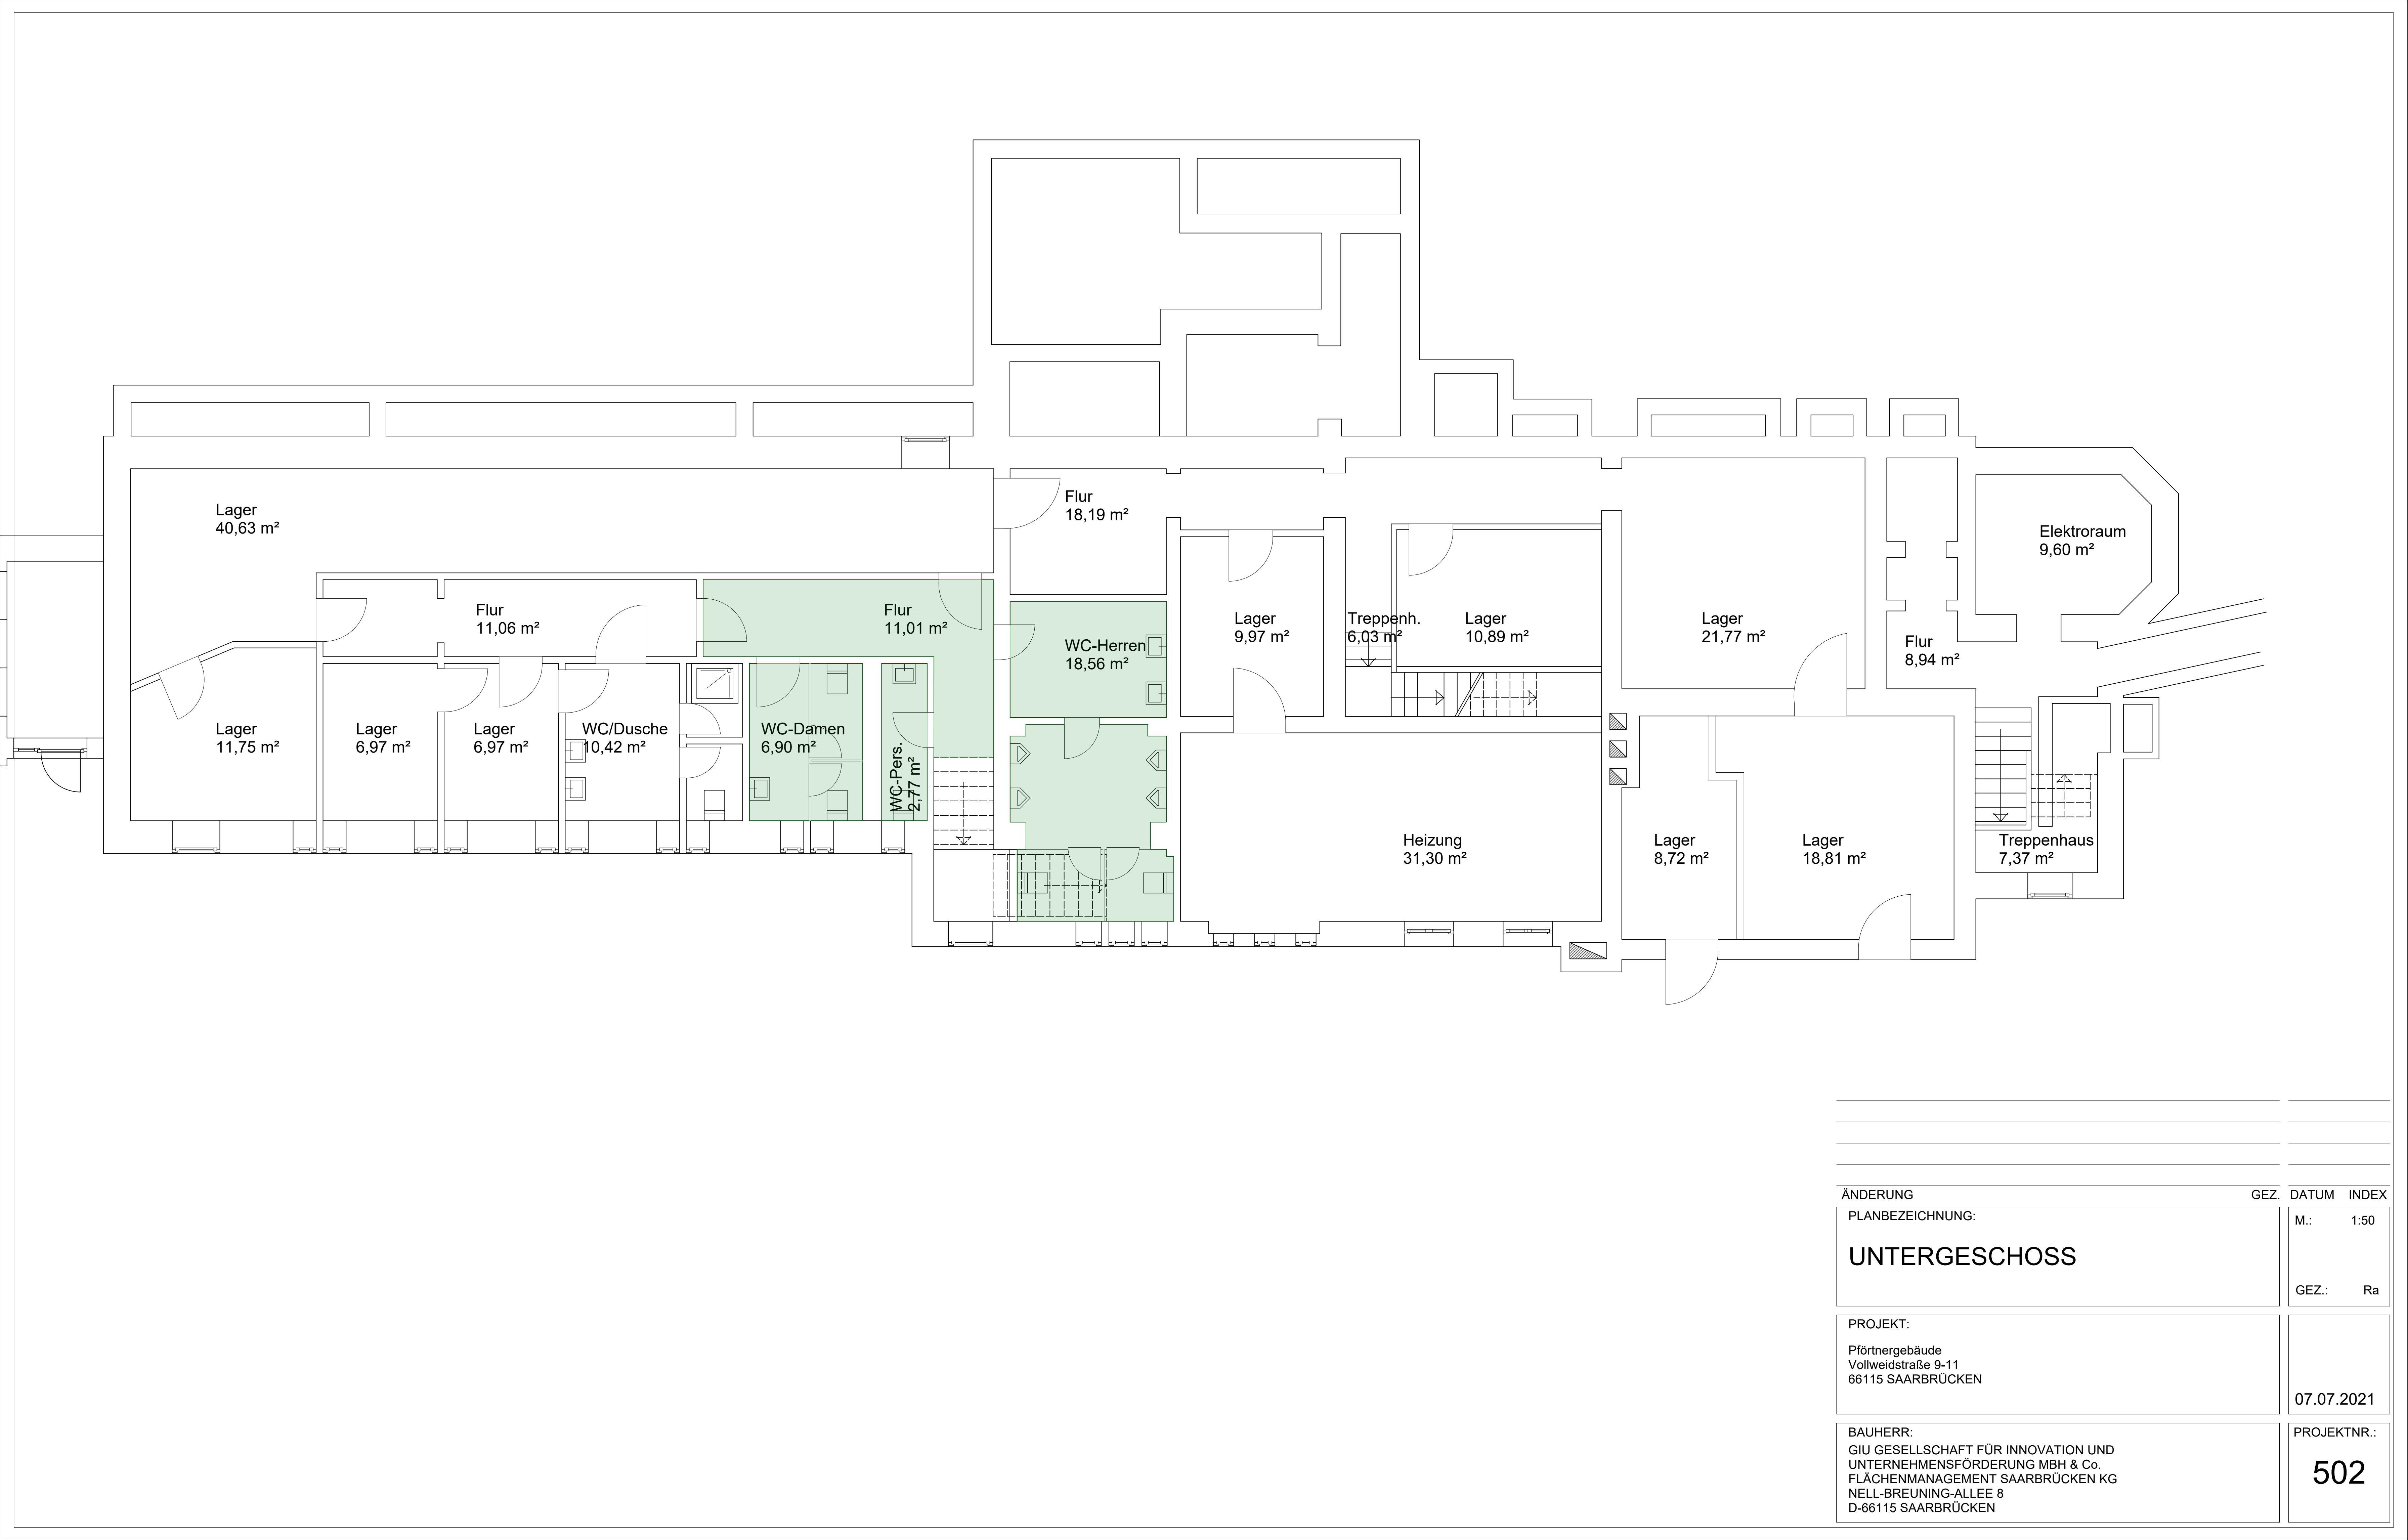 Lager
40,63 m²
Flur
18,19 m²
Elektroraum
9,60 m²
Flur
11,06 m²
Flur
11,01 m²
WC-Herren
18,56 m²
Lager
9,97 m²
Treppenh.
6,03 m²
Lager
10,89 m²
Lager
21,77 m²
Flur
8,94 m²
Lager
11,75 m²
Lager
6,97 m²
Lager
6,97 m²
WC/Dusche
10,42 m²
WC-Damen
6,90 m²
WC-Pers.
2,77 m²
Heizung
31,30 m²
Lager
8,72 m²
Lager
18,81 m²
Treppenhaus
7,37 m²
ÄNDERUNG GEZ. DATUM INDEX
PLANBEZEICHNUNG:
UNTERGESCHOSS
M.: 1:50
GEZ.: Ra
PROJEKT:
Pförtnergebäude
Vollweidstraße 9-11
66115 SAARBRÜCKEN
07.07.2021
BAUHERR:
GIU GESELLSCHAFT FÜR INNOVATION UND
UNTERNEHMENSFÖRDERUNG MBH & Co.
FLÄCHENMANAGEMENT SAARBRÜCKEN KG
NELL-BREUNING-ALLEE 8
D-66115 SAARBRÜCKEN
PROJEKTNR.:
502